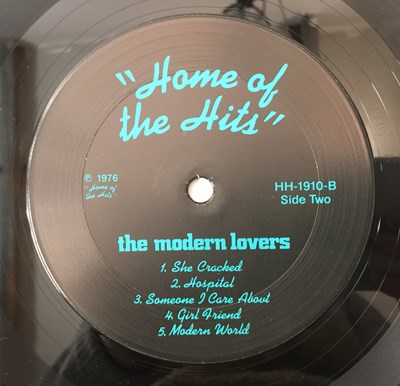 "Home of
the Hits"
℗ 1976
"Home of
the Hits"
HH-1910-B
Side Two
the modern lovers
1. She Cracked
2. Hospital
3. Someone I Care About
4. Girl Friend
5. Modern World